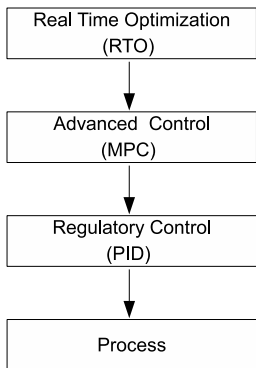 Real Time Optimization
(RTO)
Advanced Control
(MPC)
Regulatory Control
(PID)
Process